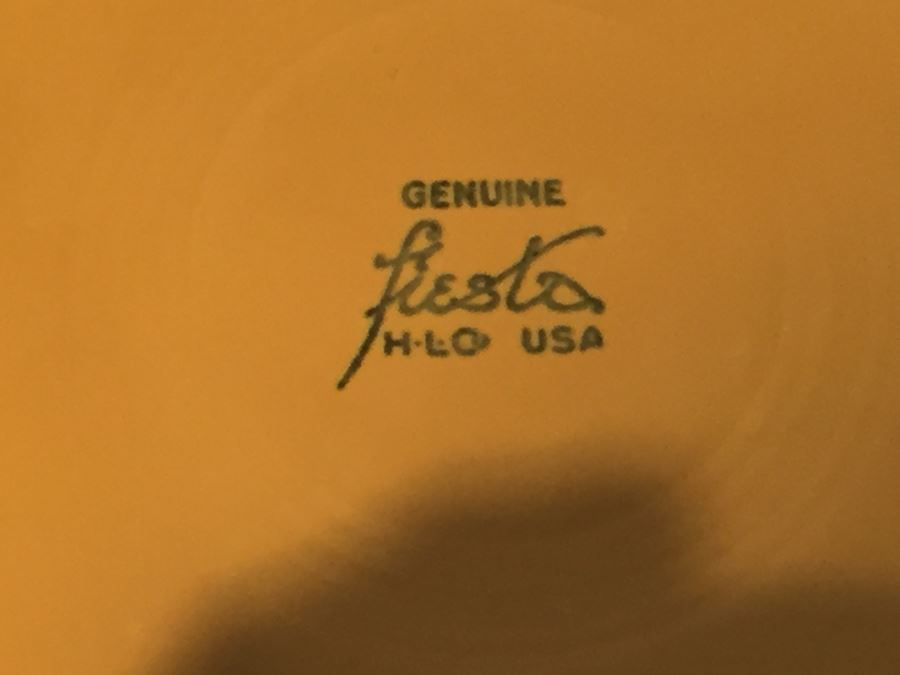 GENUINE
fiesta
H·L·Co USA